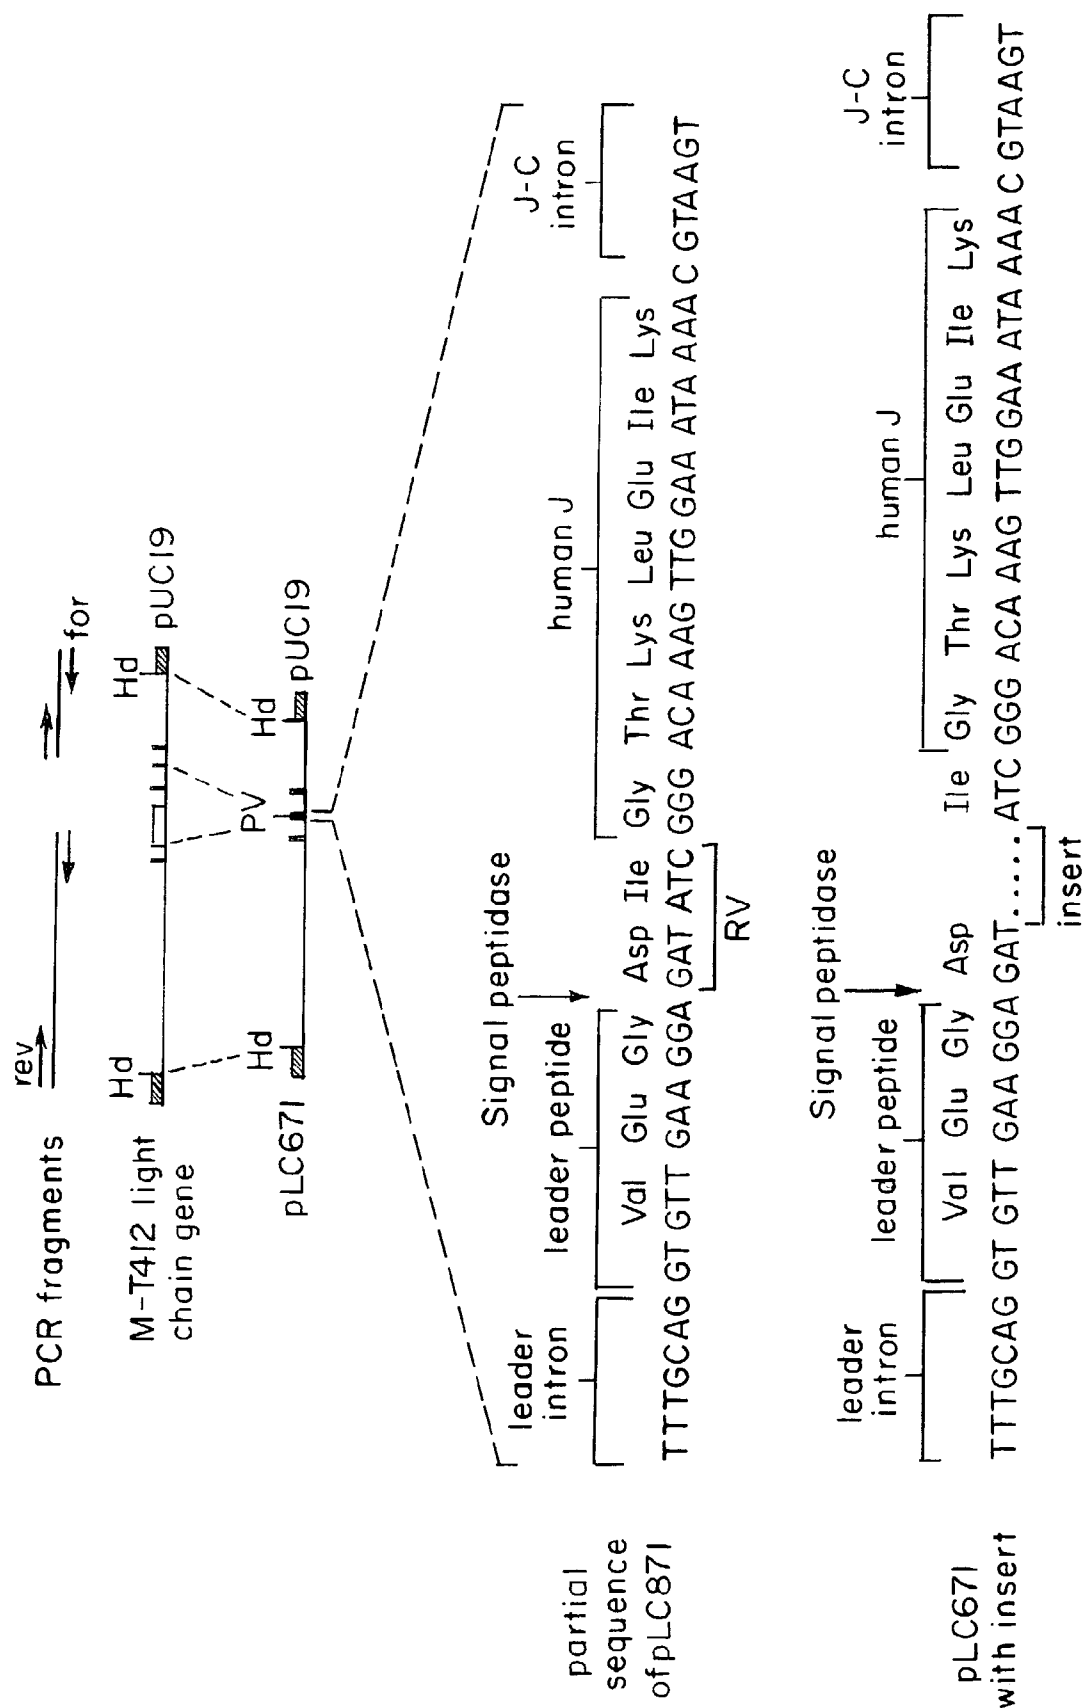 PCR fragments
rev
for
M-T412 light
chain gene
Hd
Hd
pUC19
PV
pLC671
Hd
Hd
pUC19
partial
sequence
of pLC871
leader
intron
leader peptide
Signal peptidase
human J
J-C
intron
Val Glu Gly Asp Ile Gly Thr Lys Leu Glu Ile Lys
TTTGCAG GT GTT GAA GGA GAT ATC GGG ACA AAG TTG GAA ATA AAA C GTAAGT
RV
pLC671
with insert
leader
intron
leader peptide
Signal peptidase
human J
J-C
intron
Val Glu Gly Asp Ile Gly Thr Lys Leu Glu Ile Lys
TTTGCAG GT GTT GAA GGA GAT...... ATC GGG ACA AAG TTG GAA ATA AAA C GTAAGT
insert